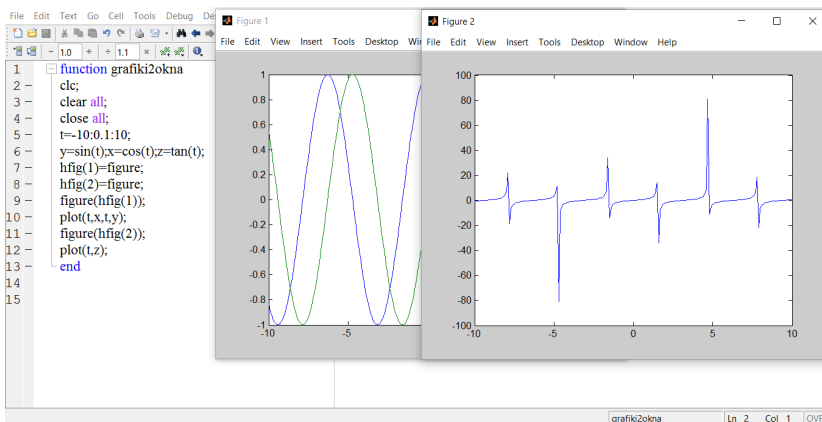 File Edit Text Go Cell Tools Debug De
- 1.0 + ÷ 1.1 ×
1 function grafiki2okna
2 - clc;
3 - clear all;
4 - close all;
5 - t=-10:0.1:10;
6 - y=sin(t);x=cos(t);z=tan(t);
7 - hfig(1)=figure;
8 - hfig(2)=figure;
9 - figure(hfig(1));
10 - plot(t,x,t,y);
11 - figure(hfig(2));
12 - plot(t,z);
13 - end
14
15
Figure 1
File Edit View Insert Tools Desktop Wi
1
0.8
0.6
0.4
0.2
0
-0.2
-0.4
-0.6
-0.8
-1
-10 -5
Figure 2
File Edit View Insert Tools Desktop Window Help
100
80
60
40
20
0
-20
-40
-60
-80
-100
-10 -5 0 5 10
grafiki2okna Ln 2 Col 1 OVR